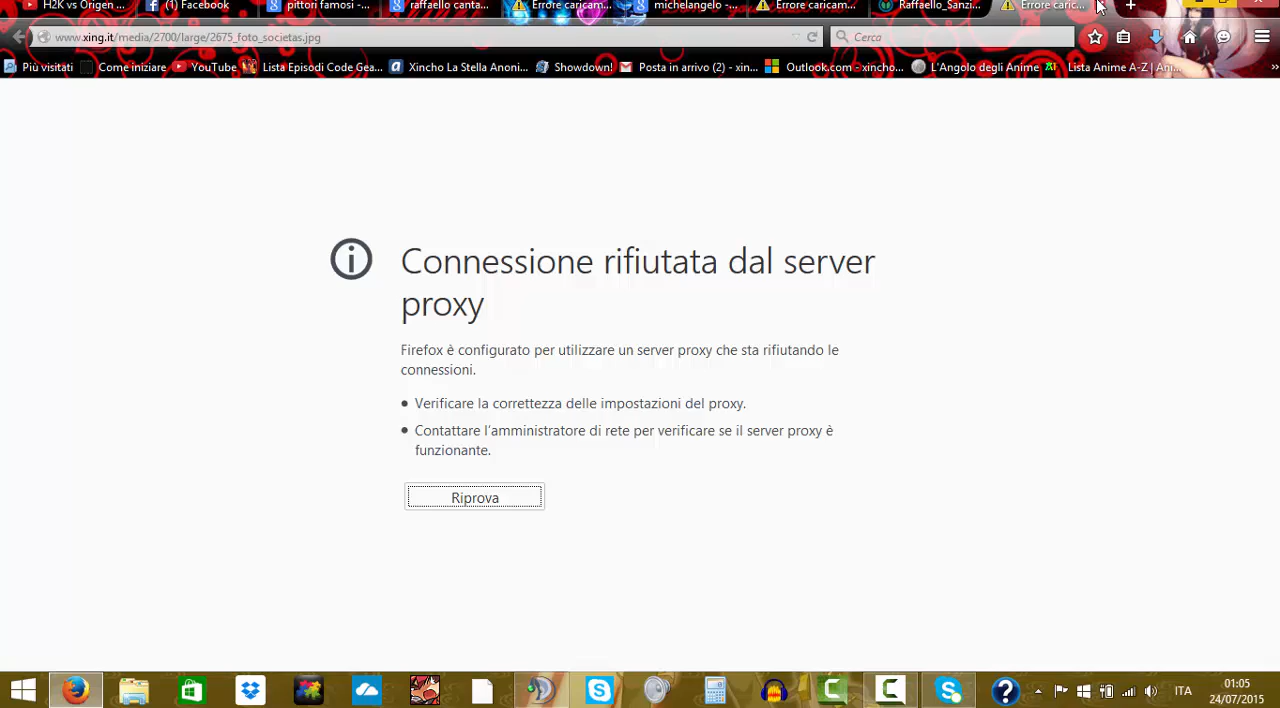 H2K vs Origen ...
(1) Facebook
pittori famosi -...
raffaello canta...
Errore caricam...
michelangelo -...
Errore caricam...
Raffaello_Sanzi...
Errore caric...
www.xing.it/media/2700/large/2675_foto_societas.jpg
Cerca
Più visitati
Come iniziare
YouTube
Lista Episodi Code Gea...
Xincho La Stella Anoni...
Showdown!
Posta in arrivo (2) - xin...
Outlook.com - xincho...
L'Angolo degli Anime
Lista Anime A-Z | Ani...
»
Connessione rifiutata dal server
proxy
Firefox è configurato per utilizzare un server proxy che sta rifiutando le
connessioni.
• Verificare la correttezza delle impostazioni del proxy.
• Contattare l'amministratore di rete per verificare se il server proxy è
funzionante.
Riprova
ITA
01:05
24/07/2015